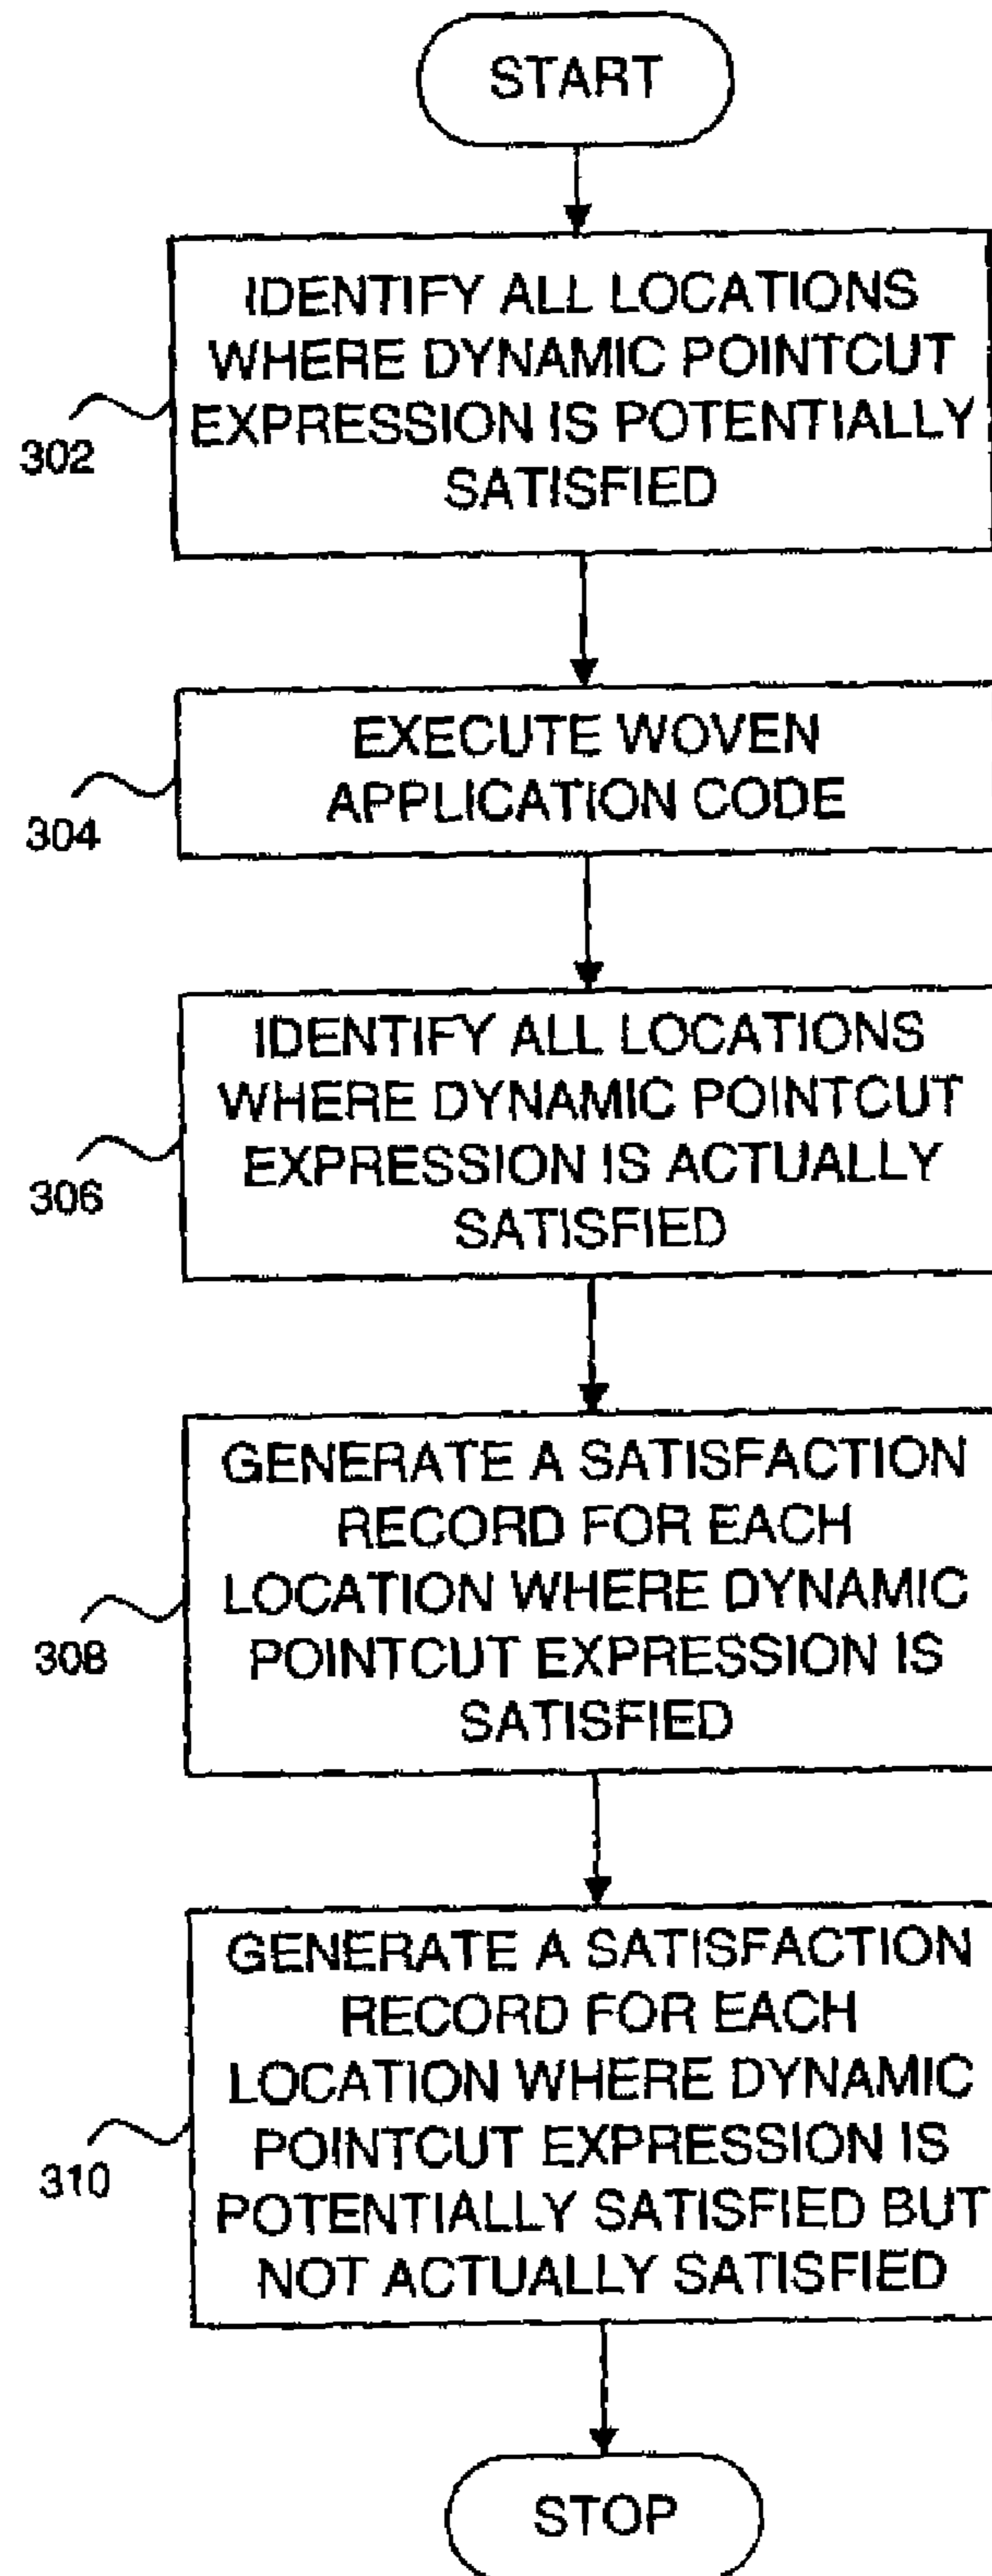 START
IDENTIFY ALL LOCATIONS
WHERE DYNAMIC POINTCUT
EXPRESSION IS POTENTIALLY
SATISFIED
302
EXECUTE WOVEN
APPLICATION CODE
304
IDENTIFY ALL LOCATIONS
WHERE DYNAMIC POINTCUT
EXPRESSION IS ACTUALLY
SATISFIED
306
GENERATE A SATISFACTION
RECORD FOR EACH
LOCATION WHERE DYNAMIC
POINTCUT EXPRESSION IS
SATISFIED
308
GENERATE A SATISFACTION
RECORD FOR EACH
LOCATION WHERE DYNAMIC
POINTCUT EXPRESSION IS
POTENTIALLY SATISFIED BUT
NOT ACTUALLY SATISFIED
310
STOP